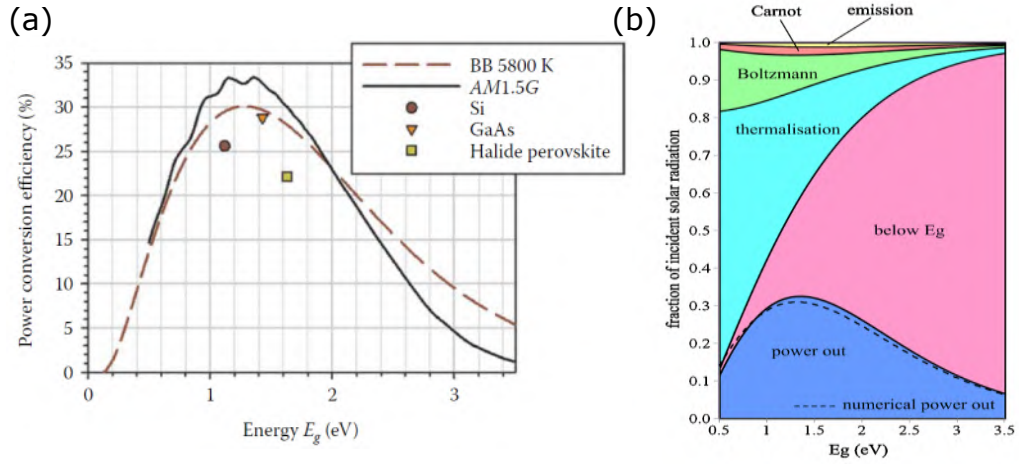 (a)
35
30
25
20
15
10
5
0
Power conversion efficiency (%)
0 1 2 3
Energy Eg (eV)
BB 5800 K
AM1.5G
Si
GaAs
Halide perovskite
(b)
Carnot emission
1.0
0.9
0.8
0.7
0.6
0.5
0.4
0.3
0.2
0.1
0.0
fraction of incident solar radiation
Boltzmann
thermalisation
below Eg
power out
numerical power out
0.5 1 1.5 2 2.5 3 3.5
Eg (eV)